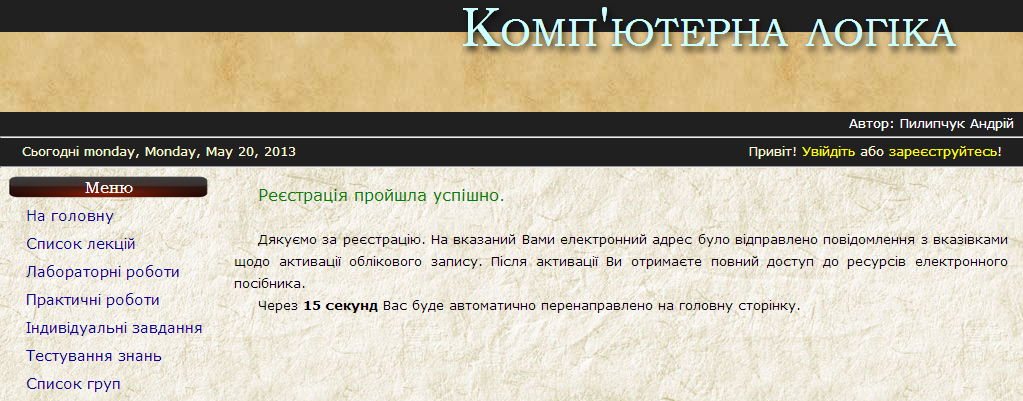 Комп'ютерна логіка
Автор: Пилипчук Андрій
Сьогодні monday, Monday, May 20, 2013
Привіт! Увійдіть або зареєструйтесь!
Меню
На головну
Список лекцій
Лабораторні роботи
Практичні роботи
Індивідуальні завдання
Тестування знань
Список груп
Реєстрація пройшла успішно.
Дякуємо за реєстрацію. На вказаний Вами електронний адрес було відправлено повідомлення з вказівками
щодо активації облікового запису. Після активації Ви отримаєте повний доступ до ресурсів електронного
посібника.
Через 15 секунд Вас буде автоматично перенаправлено на головну сторінку.